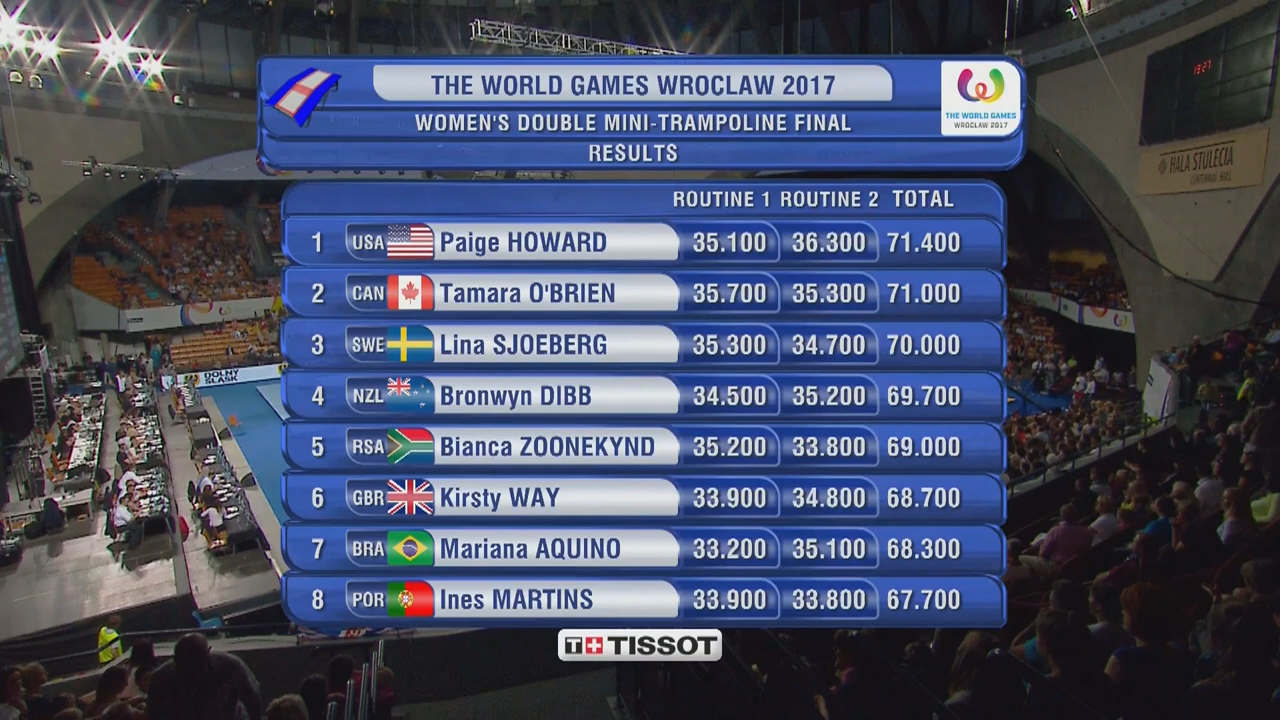 THE WORLD GAMES WROCLAW 2017
WOMEN'S DOUBLE MINI-TRAMPOLINE FINAL
RESULTS
THE WORLD GAMES
WROCLAW 2017
ROUTINE 1 ROUTINE 2 TOTAL
1 USA Paige HOWARD 35.100 36.300 71.400
2 CAN Tamara O'BRIEN 35.700 35.300 71.000
3 SWE Lina SJOEBERG 35.300 34.700 70.000
4 NZL Bronwyn DIBB 34.500 35.200 69.700
5 RSA Bianca ZOONEKYND 35.200 33.800 69.000
6 GBR Kirsty WAY 33.900 34.800 68.700
7 BRA Mariana AQUINO 33.200 35.100 68.300
8 POR Ines MARTINS 33.900 33.800 67.700
T+ TISSOT
HALA STULECIA
CENTENNIAL HALL
DOLNY
SLASK